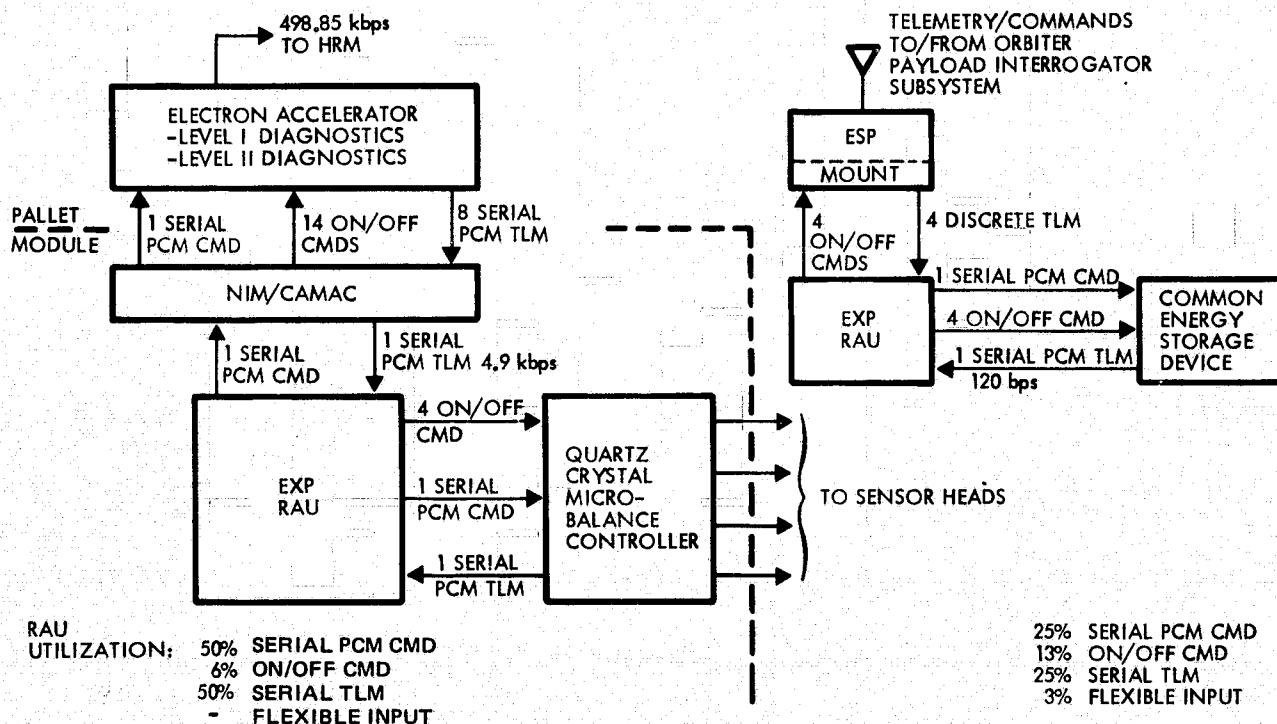 498.85 kbps
TO HRM
ELECTRON ACCELERATOR
-LEVEL I DIAGNOSTICS
-LEVEL II DIAGNOSTICS
PALLET
MODULE
1 SERIAL
PCM CMD
14 ON/OFF
CMDS
8 SERIAL
PCM TLM
NIM/CAMAC
1 SERIAL
PCM CMD
1 SERIAL
PCM TLM 4.9 kbps
EXP
RAU
4 ON/OFF
CMD
1 SERIAL
PCM CMD
1 SERIAL
PCM TLM
QUARTZ
CRYSTAL
MICRO-
BALANCE
CONTROLLER
TO SENSOR HEADS
TELEMETRY/COMMANDS
TO/FROM ORBITER
PAYLOAD INTERROGATOR
SUBSYSTEM
ESP
MOUNT
4
ON/OFF
CMDS
4 DISCRETE TLM
EXP
RAU
1 SERIAL PCM CMD
4 ON/OFF CMD
1 SERIAL PCM TLM
120 bps
COMMON
ENERGY
STORAGE
DEVICE
RAU
UTILIZATION:
50% SERIAL PCM CMD
6% ON/OFF CMD
50% SERIAL TLM
- FLEXIBLE INPUT
25% SERIAL PCM CMD
13% ON/OFF CMD
25% SERIAL TLM
3% FLEXIBLE INPUT